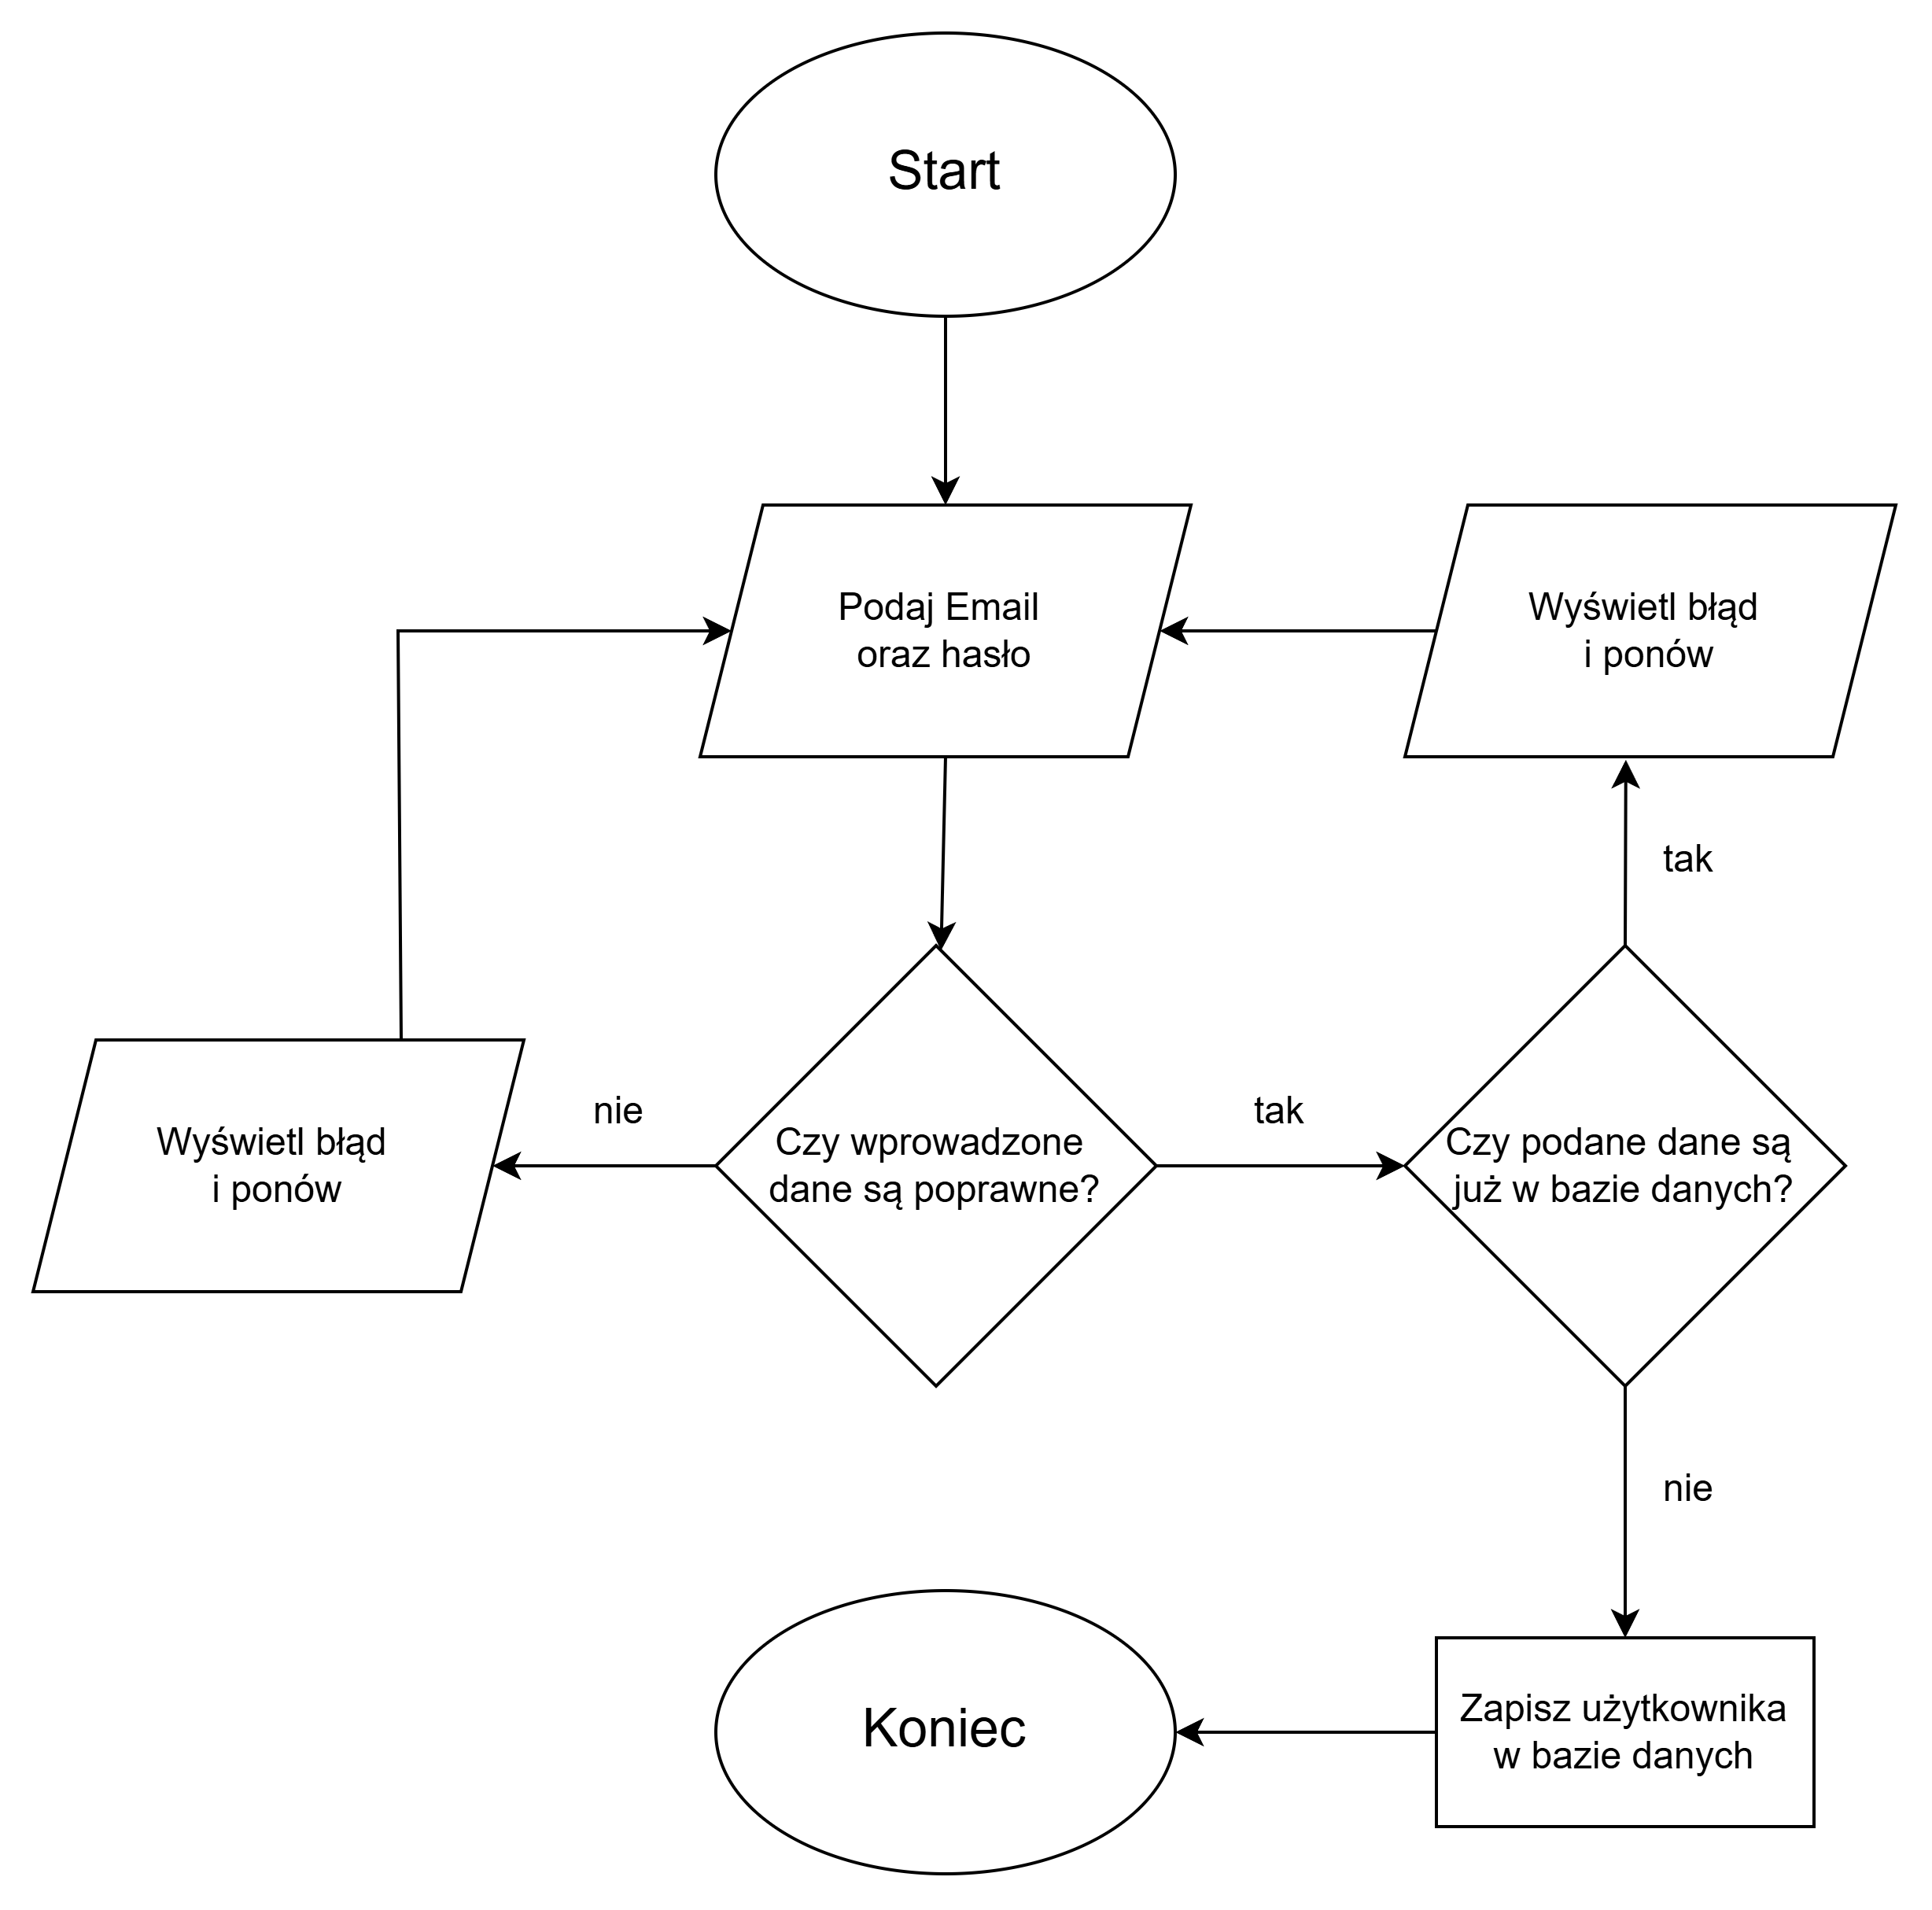 Start
Podaj Email
oraz hasło
Wyświetl błąd
i ponów
tak
Wyświetl błąd
i ponów
nie
Czy wprowadzone
dane są poprawne?
tak
Czy podane dane są
już w bazie danych?
nie
Koniec
Zapisz użytkownika
w bazie danych